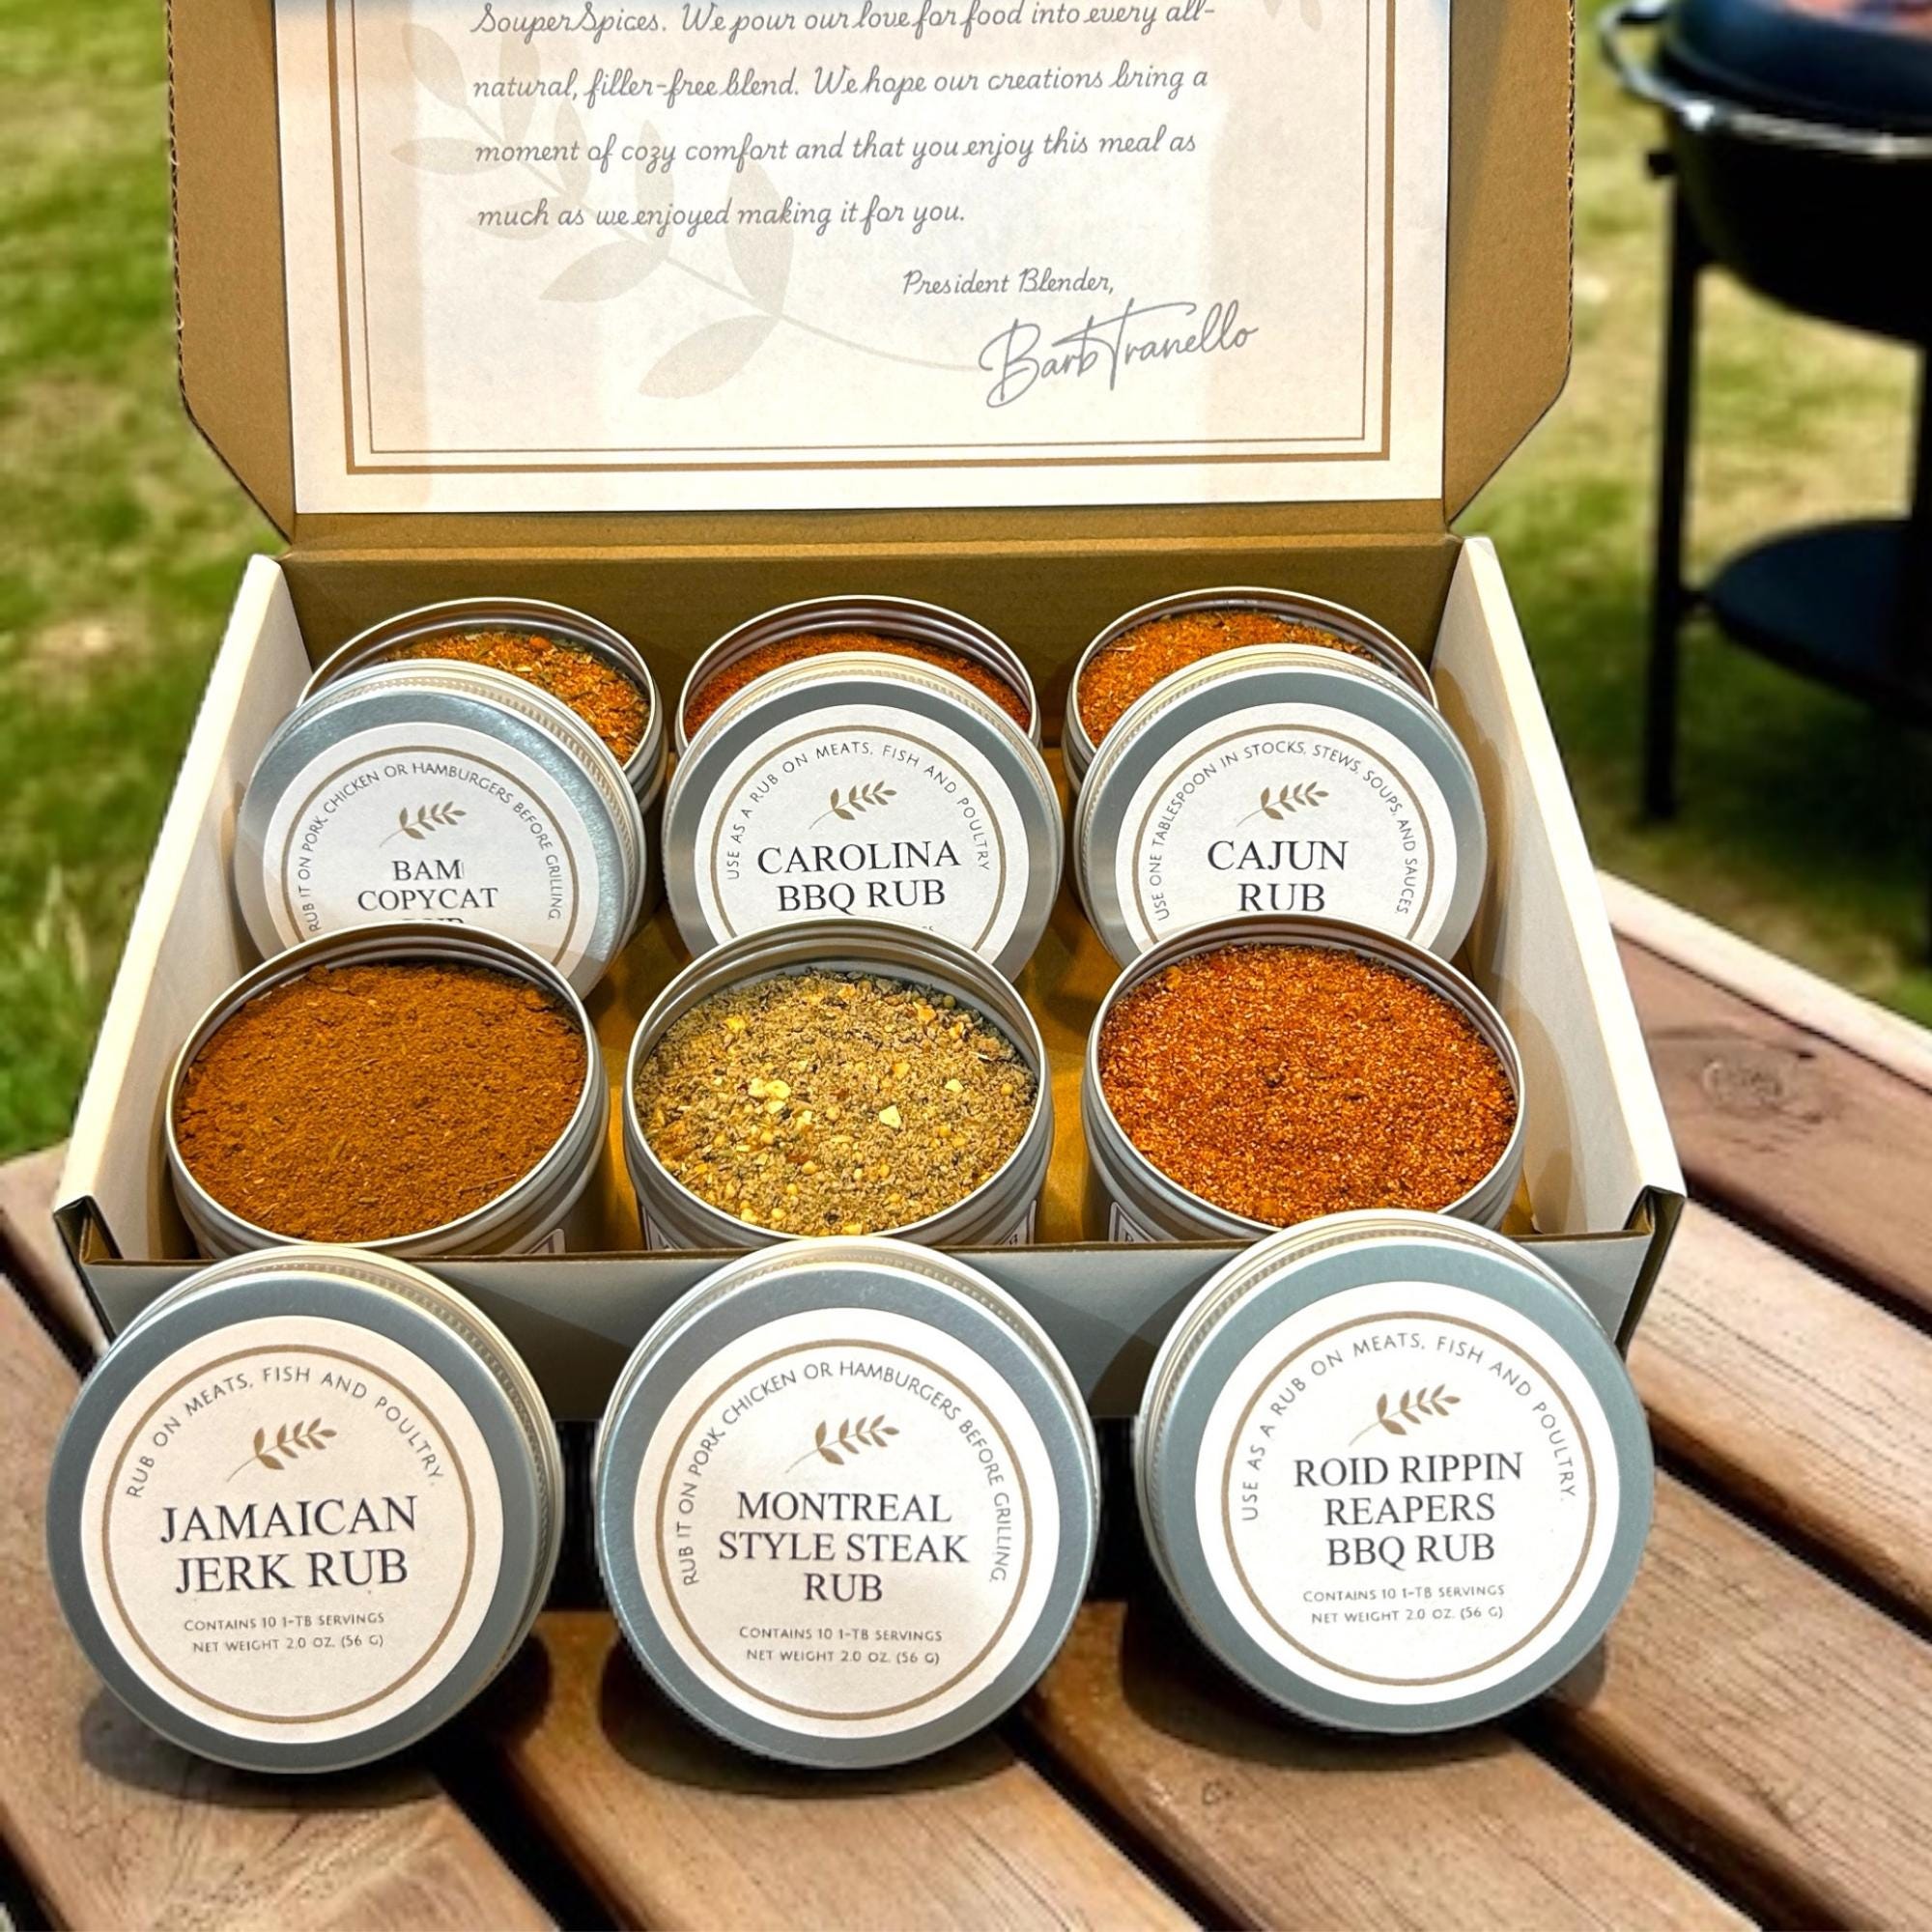 SouperSpices. We pour our love for food into every all-
natural, filler-free blend. We hope our creations bring a
moment of cozy comfort and that you enjoy this meal as
much as we enjoyed making it for you.
President Blender,
Barb Tranello
RUB IT ON PORK, CHICKEN OR HAMBURGERS BEFORE GRILLING.
BAM
COPYCAT
RUB
USE AS A RUB ON MEATS, FISH AND POULTRY
CAROLINA
BBQ RUB
USE ONE TABLESPOON IN STOCKS, STEWS, SOUPS, AND SAUCES.
CAJUN
RUB
RUB ON MEATS, FISH AND POULTRY.
JAMAICAN
JERK RUB
CONTAINS 10 1-TB SERVINGS
NET WEIGHT 2.0 OZ. (56 G)
RUB IT ON PORK, CHICKEN OR HAMBURGERS BEFORE GRILLING.
MONTREAL
STYLE STEAK
RUB
CONTAINS 10 1-TB SERVINGS
NET WEIGHT 2.0 OZ. (56 G)
USE AS A RUB ON MEATS, FISH AND POULTRY.
ROID RIPPIN
REAPERS
BBQ RUB
CONTAINS 10 1-TB SERVINGS
NET WEIGHT 2.0 OZ. (56 G)